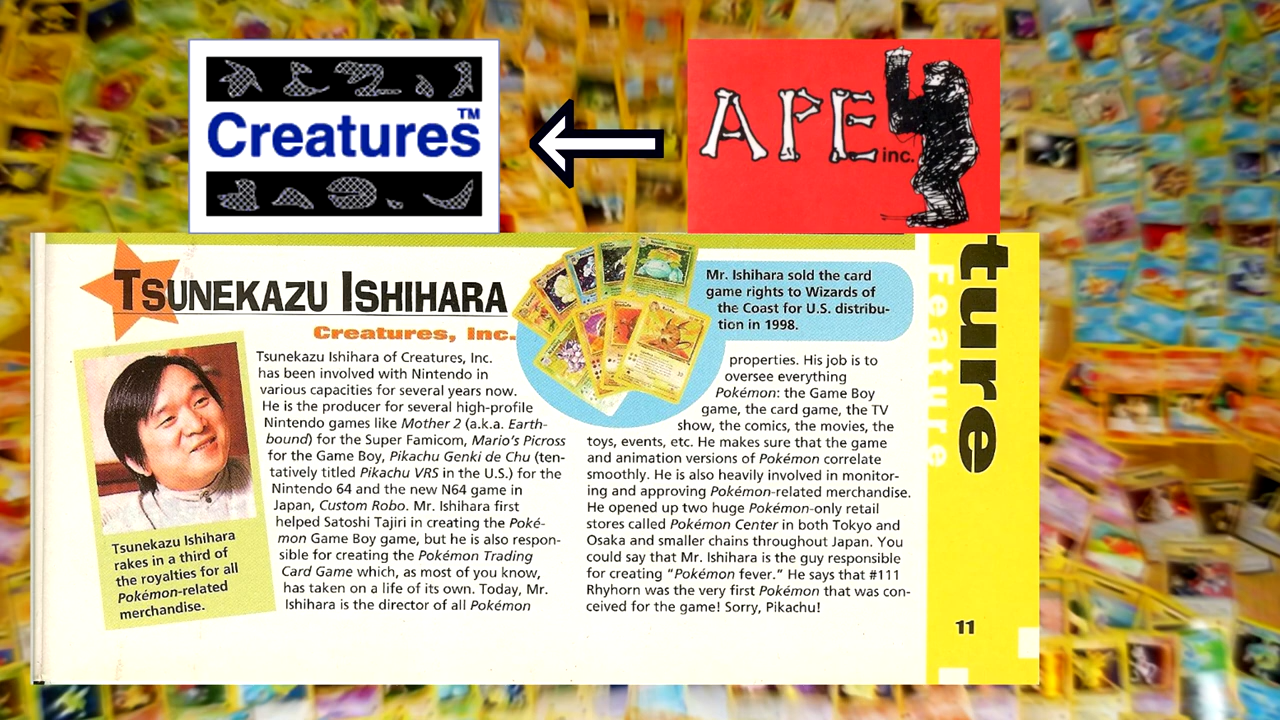 Creatures™
APE inc.
TSUNEKAZU ISHIHARA
Creatures, Inc.
Mr. Ishihara sold the card
game rights to Wizards of
the Coast for U.S. distribu-
tion in 1998.
Tsunekazu Ishihara of Creatures, Inc.
has been involved with Nintendo in
various capacities for several years now.
He is the producer for several high-profile
Nintendo games like Mother 2 (a.k.a. Earth-
bound) for the Super Famicom, Mario's Picross
for the Game Boy, Pikachu Genki de Chu (ten-
tatively titled Pikachu VRS in the U.S.) for the
Nintendo 64 and the new N64 game in
Japan, Custom Robo. Mr. Ishihara first
helped Satoshi Tajiri in creating the Poké-
mon Game Boy game, but he is also respon-
sible for creating the Pokémon Trading
Card Game which, as most of you know,
has taken on a life of its own. Today, Mr.
Ishihara is the director of all Pokémon
properties. His job is to
oversee everything
Pokémon: the Game Boy
game, the card game, the TV
show, the comics, the movies, the
toys, events, etc. He makes sure that the game
and animation versions of Pokémon correlate
smoothly. He is also heavily involved in monitor-
ing and approving Pokémon-related merchandise.
He opened up two huge Pokémon-only retail
stores called Pokémon Center in both Tokyo and
Osaka and smaller chains throughout Japan. You
could say that Mr. Ishihara is the guy responsible
for creating "Pokémon fever." He says that #111
Rhyhorn was the very first Pokémon that was con-
ceived for the game! Sorry, Pikachu!
Tsunekazu Ishihara
rakes in a third of
the royalties for all
Pokémon-related
merchandise.
ture
Feature
11